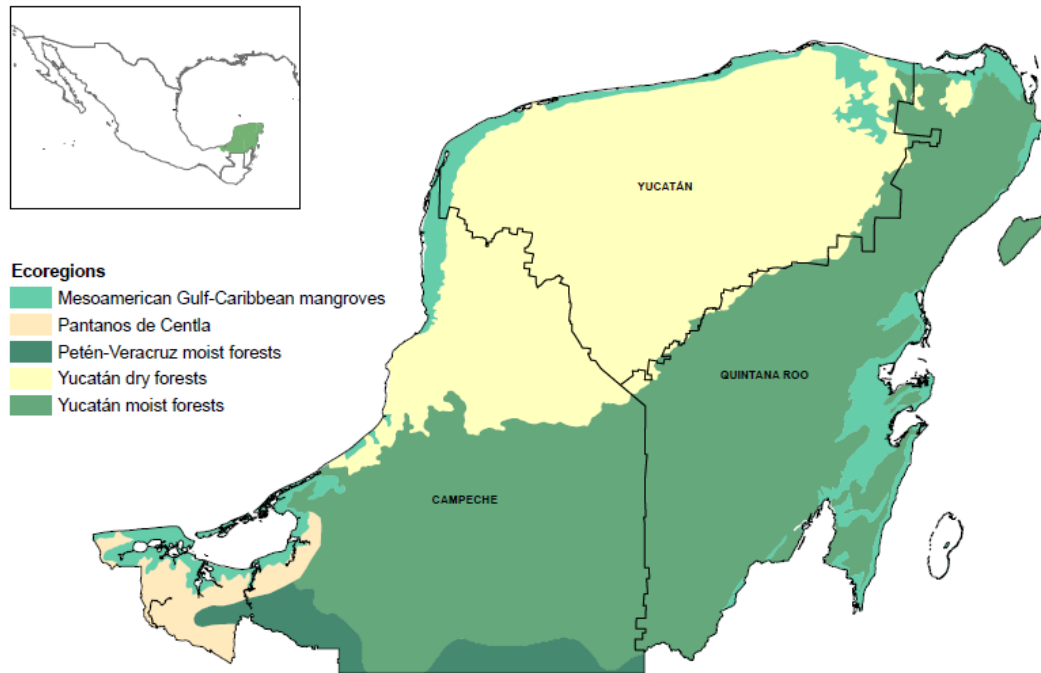 YUCATÁN
Ecoregions
Mesoamerican Gulf-Caribbean mangroves
Pantanos de Centla
Petén-Veracruz moist forests
Yucatán dry forests
Yucatán moist forests
QUINTANA ROO
CAMPECHE